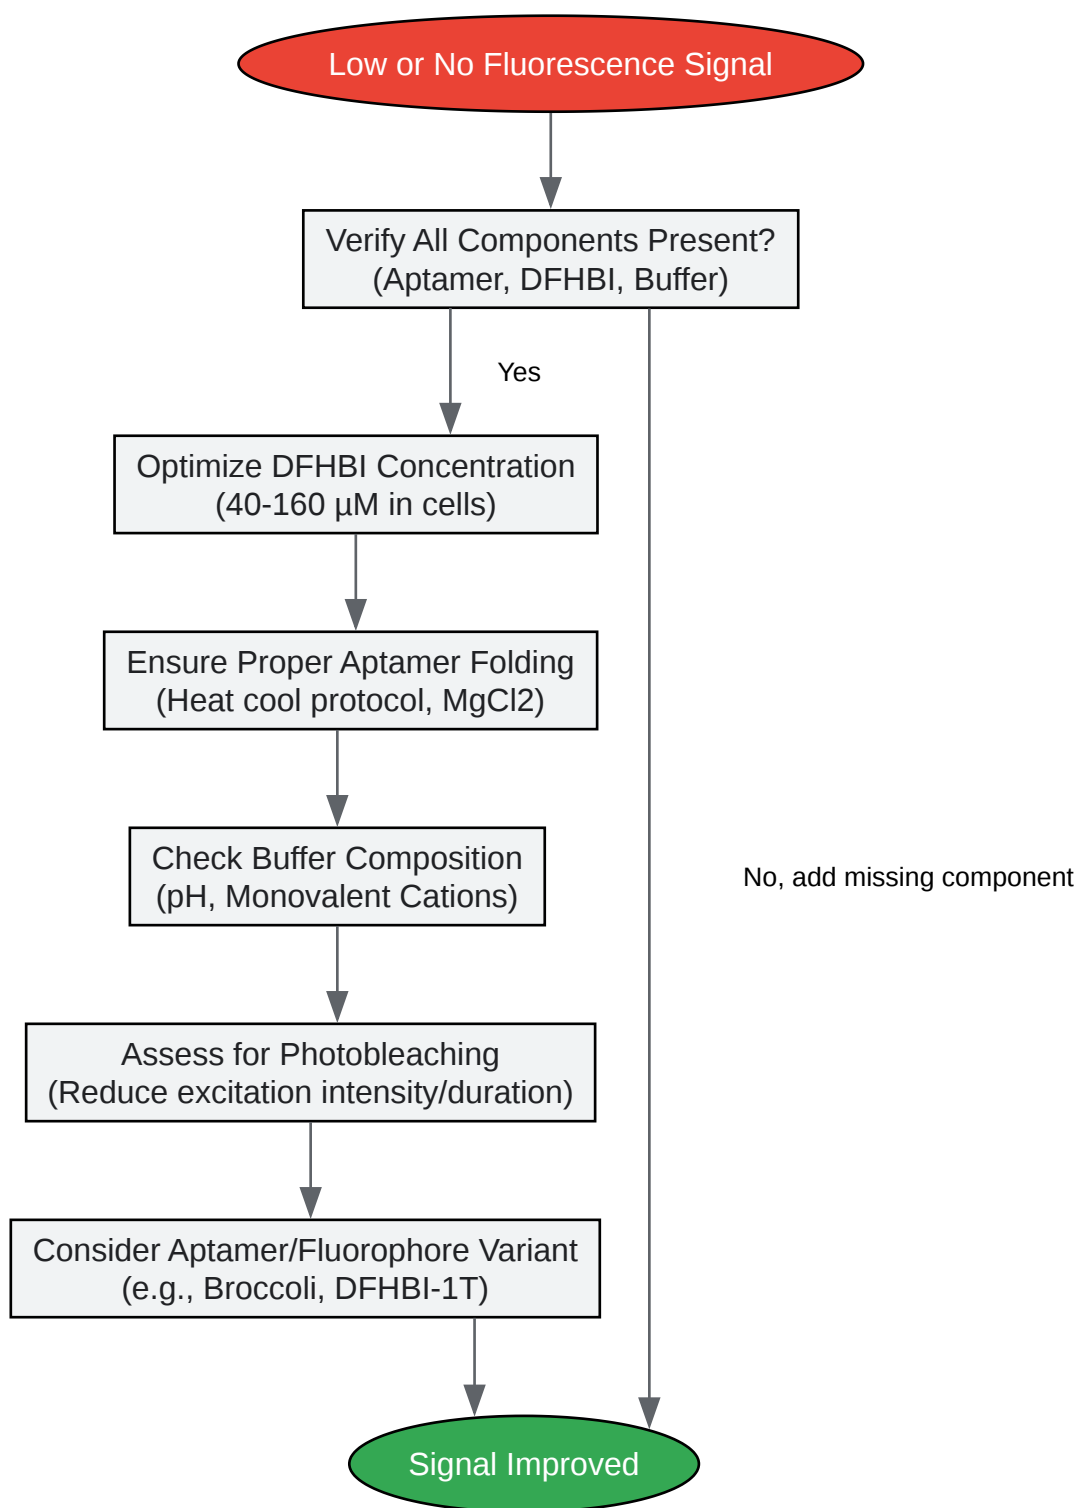 Low or No Fluorescence Signal
Verify All Components Present?
(Aptamer, DFHBI, Buffer)
Yes
Optimize DFHBI Concentration
(40-160 µM in cells)
Ensure Proper Aptamer Folding
(Heat cool protocol, MgCl2)
Check Buffer Composition
(pH, Monovalent Cations)
No, add missing component
Assess for Photobleaching
(Reduce excitation intensity/duration)
Consider Aptamer/Fluorophore Variant
(e.g., Broccoli, DFHBI-1T)
Signal Improved